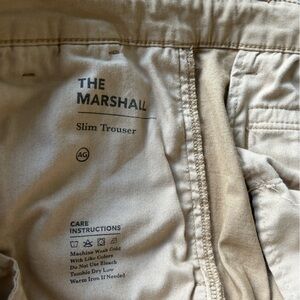 THE
MARSHALL
Slim Trouser
AG
CARE
INSTRUCTIONS
Machine Wash Cold
With Like Colors
Do Not Use Bleach
Tumble Dry Low
Warm Iron If Needed